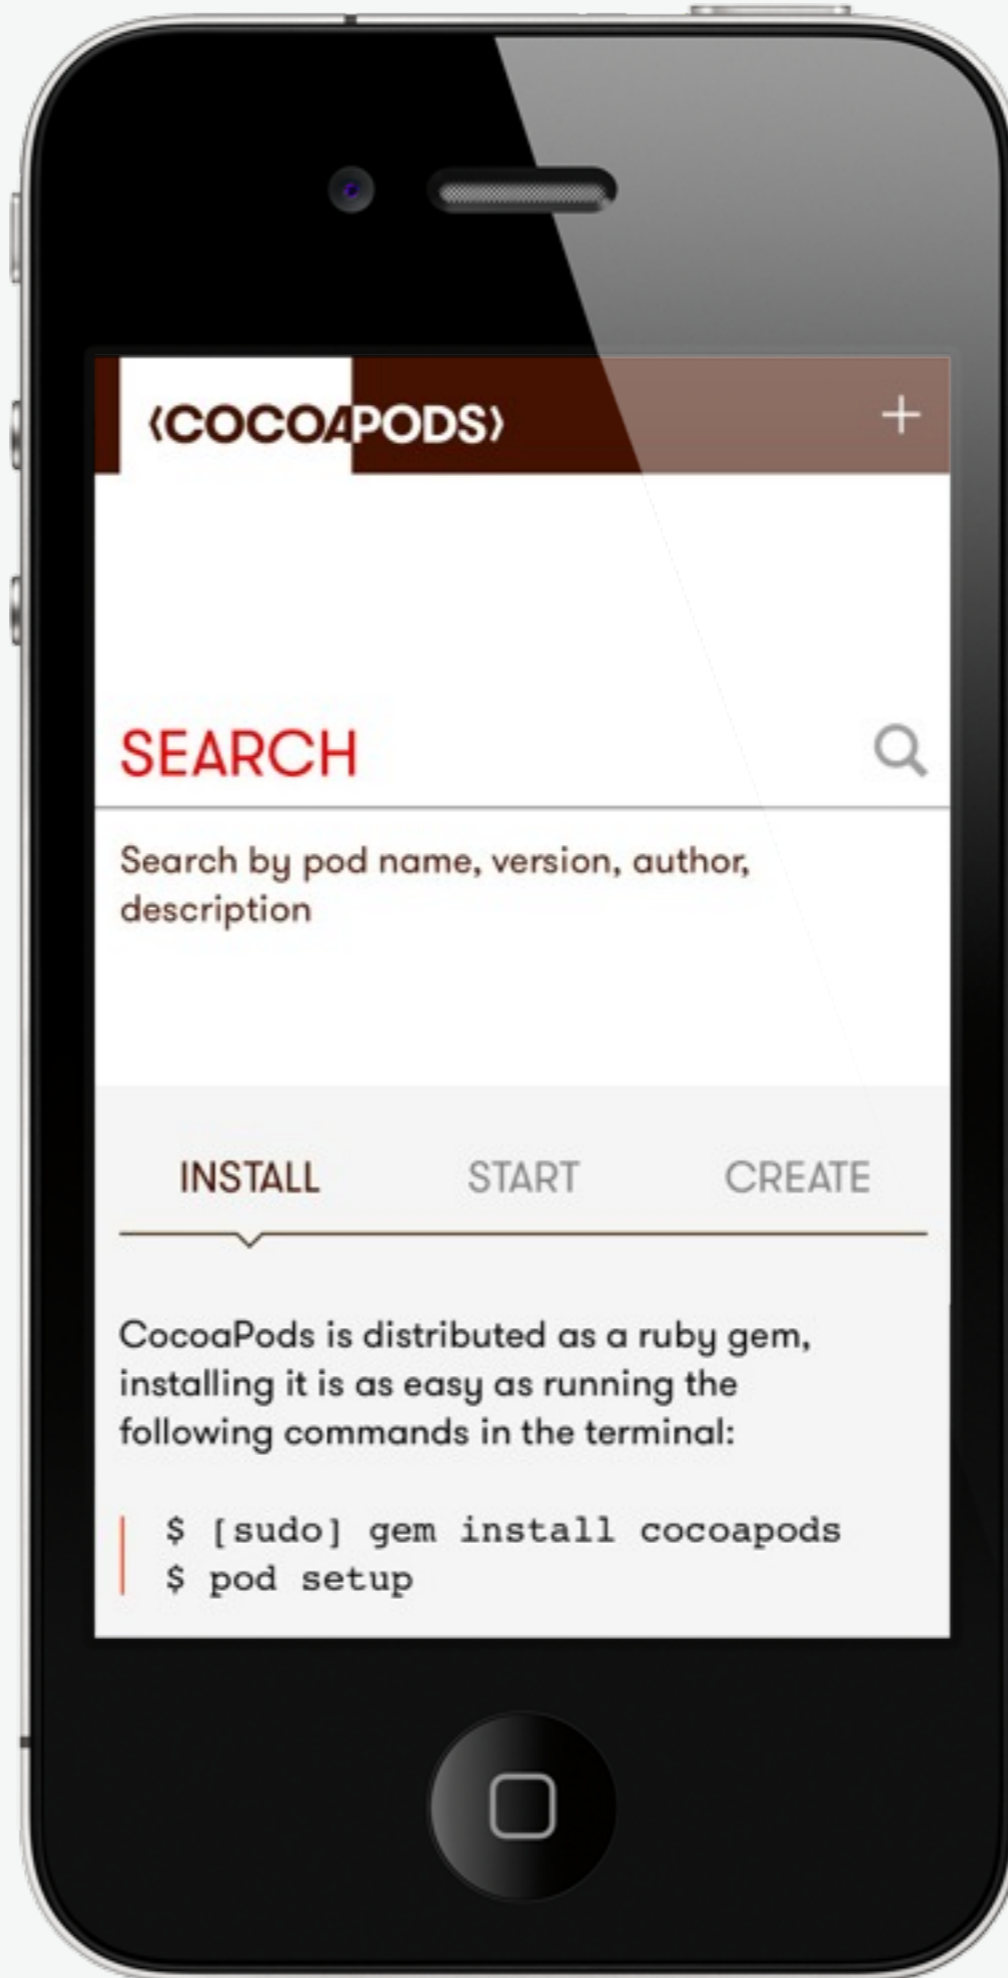 ⟨COCOAPODS⟩ +
SEARCH
Search by pod name, version, author,
description
INSTALL START CREATE
CocoaPods is distributed as a ruby gem,
installing it is as easy as running the
following commands in the terminal:
$ [sudo] gem install cocoapods
$ pod setup